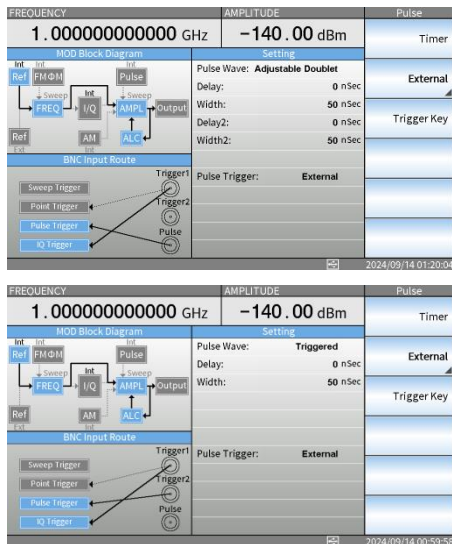 FREQUENCY AMPLITUDE Pulse
1.000000000000 GHz -140.00 dBm
MOD Block Diagram
Int Int Int
Ref FMΦM Pulse
Sweep Int Sweep
FREQ I/Q AMPL Output
Ref AM ALC
Ext Int
BNC Input Route
Trigger1
Sweep Trigger
Point Trigger
Trigger2
Pulse Trigger
Pulse
IQ Trigger
Setting
Pulse Wave: Adjustable Doublet
Delay: 0 nSec
Width: 50 nSec
Delay2: 0 nSec
Width2: 50 nSec
Pulse Trigger: External
Timer
External
Trigger Key
2024/09/14 01:20:04
FREQUENCY AMPLITUDE Pulse
1.000000000000 GHz -140.00 dBm
MOD Block Diagram
Int Int Int
Ref FMΦM Pulse
Sweep Int Sweep
FREQ I/Q AMPL Output
Ref AM ALC
Ext Int
BNC Input Route
Trigger1
Sweep Trigger
Point Trigger
Trigger2
Pulse Trigger
Pulse
IQ Trigger
Setting
Pulse Wave: Triggered
Delay: 0 nSec
Width: 50 nSec
Pulse Trigger: External
Timer
External
Trigger Key
2024/09/14 00:59:58